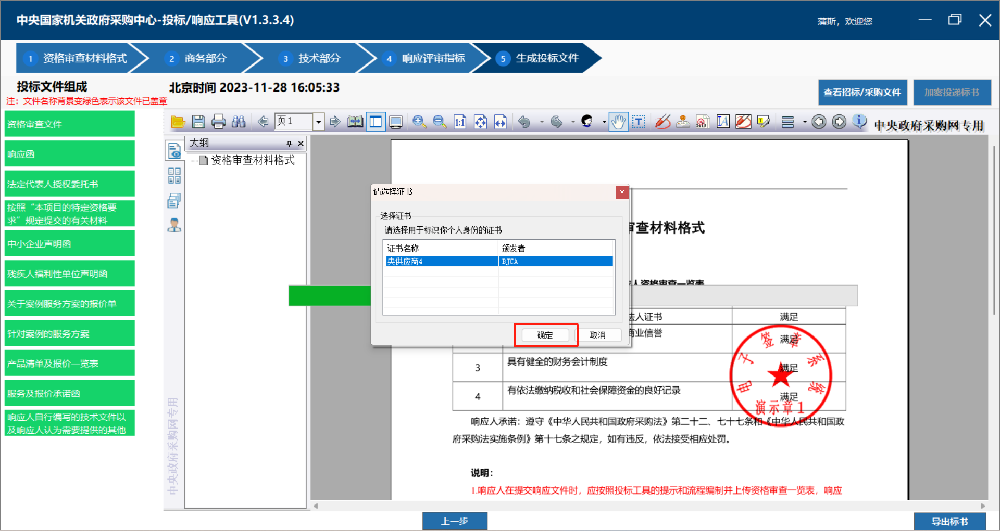 中央国家机关政府采购中心-投标/响应工具(V1.3.3.4)
蒲斯，欢迎您
1 资格审查材料格式
2 商务部分
3 技术部分
4 响应评审指标
5 生成投标文件
投标文件组成
北京时间 2023-11-28 16:05:33
注：文件名称背景变绿色表示该文件已盖章
查看招标/采购文件
加密投递标书
资格审查文件
响应函
法定代表人授权委托书
按照“本项目的特定资格要
求”规定提交的有关材料
中小企业声明函
残疾人福利性单位声明函
关于案例服务方案的报价单
针对案例的服务方案
产品清单及报价一览表
服务及报价承诺函
响应人自行编写的技术文件以
及响应人认为需要提供的其他
页1
1:1
中央政府采购网专用
大纲
资格审查材料格式
中央政府采购网专用
请选择证书
选择证书
请选择用于标识你个人身份的证书
证书名称 颁发者
央供应商4 BJCA
确定
取消
查材料格式
人资格审查一览表
法人证书 满足
商业信誉 满足
3 具有健全的财务会计制度 满足
4 有依法缴纳税收和社会保障资金的良好记录 满足
电子签章系统
演示章1
响应人承诺：遵守《中华人民共和国政府采购法》第二十二、七十七条和《中华人民共和国政
府采购法实施条例》第十七条之规定，如有违反，依法接受相应处罚。
说明：
1.响应人在提交响应文件时，应按照投标工具的提示和流程编制并上传资格审查一览表，响应
上一步
导出标书